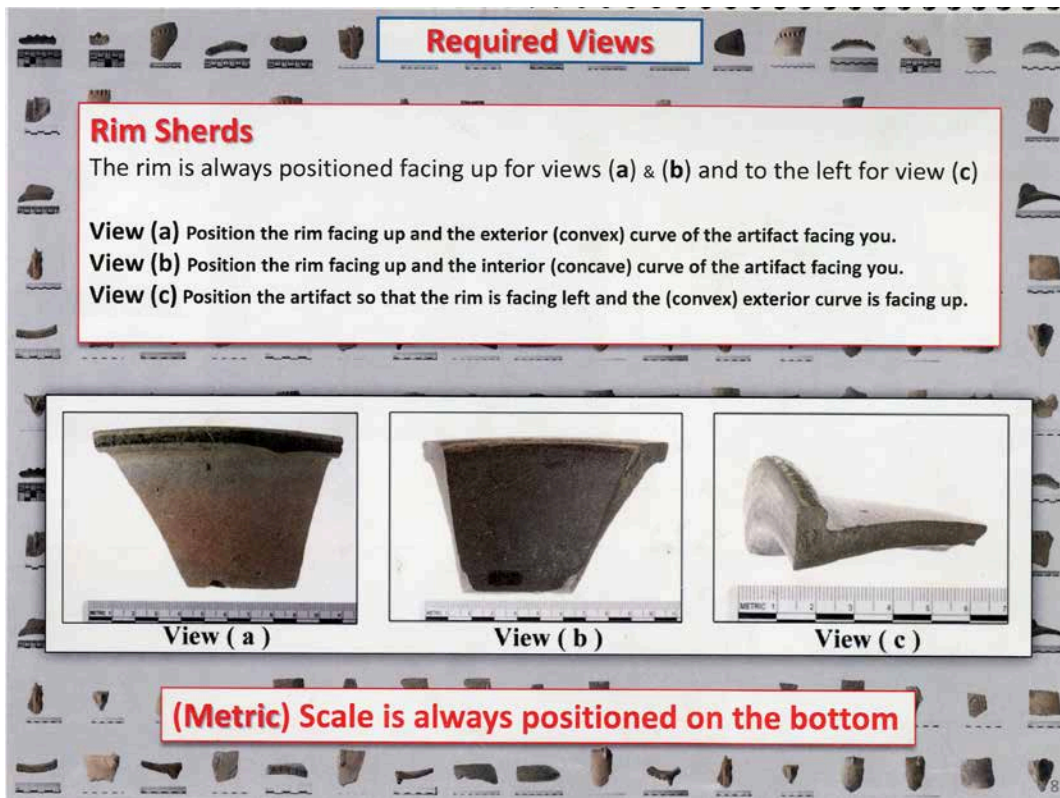 Required Views
Rim Sherds
The rim is always positioned facing up for views (a) & (b) and to the left for view (c)
View (a) Position the rim facing up and the exterior (convex) curve of the artifact facing you.
View (b) Position the rim facing up and the interior (concave) curve of the artifact facing you.
View (c) Position the artifact so that the rim is facing left and the (convex) exterior curve is facing up.
METRIC
METRIC
METRIC 1 2 3 4 5 6 7
View ( a )
View ( b )
View ( c )
(Metric) Scale is always positioned on the bottom
8